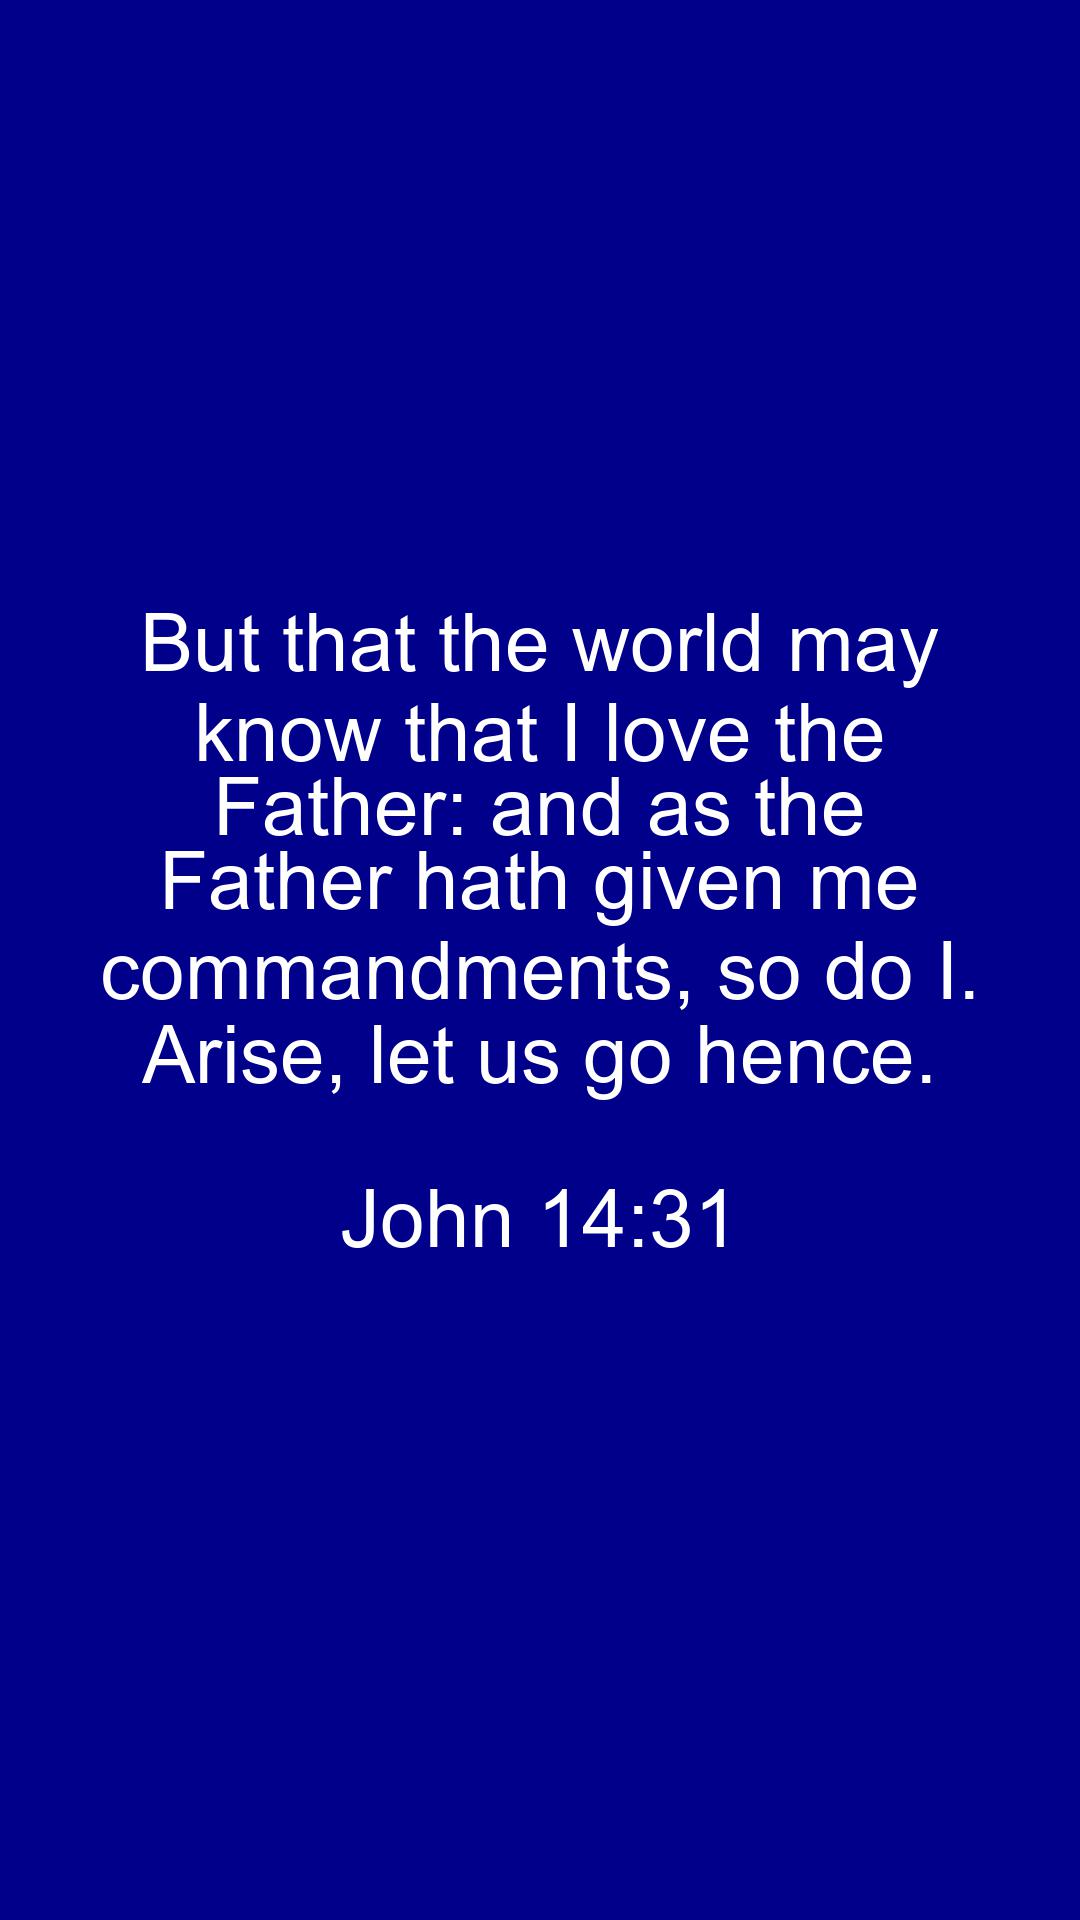 But that the world may
know that I love the
Father: and as the
Father hath given me
commandments, so do I.
Arise, let us go hence.
John 14:31